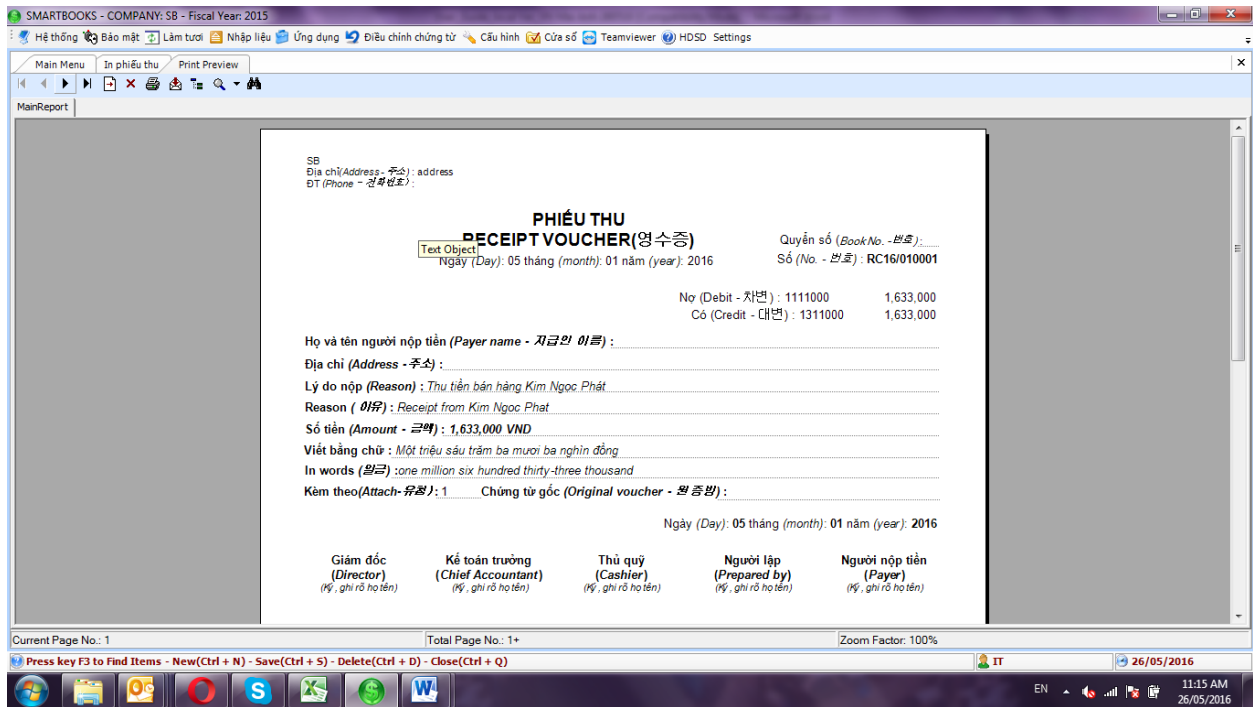 SMARTBOOKS - COMPANY: SB - Fiscal Year: 2015
Hệ thống Bảo mật Làm tươi Nhập liệu Ứng dụng Điều chỉnh chứng từ Cấu hình Cửa sổ Teamviewer HDSD Settings
Main Menu In phiếu thu Print Preview
MainReport
SB
Địa chỉ(Address- 주소) : address
ĐT (Phone - 전화번호) :
PHIẾU THU
RECEIPT VOUCHER(영수증)
Quyển số (Book No. -번호):
Text Object
Ngày (Day): 05 tháng (month): 01 năm (year): 2016
Số (No. - 번호) : RC16/010001
Nợ (Debit - 차변) : 1111000 1,633,000
Có (Credit - 대변) : 1311000 1,633,000
Họ và tên người nộp tiền (Payer name - 지급인 이름) :
Địa chỉ (Address -주소) :
Lý do nộp (Reason) : Thu tiền bán hàng Kim Ngọc Phát
Reason ( 이유) : Receipt from Kim Ngoc Phat
Số tiền (Amount - 금액) : 1,633,000 VND
Viết bằng chữ : Một triệu sáu trăm ba mươi ba nghìn đồng
In words (일금) :one million six hundred thirty-three thousand
Kèm theo(Attach-유첨): 1 Chứng từ gốc (Original voucher - 원 증빙) :
Ngày (Day): 05 tháng (month): 01 năm (year): 2016
Giám đốc Kế toán trưởng Thủ quỹ Người lập Người nộp tiền
(Director) (Chief Accountant) (Cashier) (Prepared by) (Payer)
(Ký , ghi rõ họ tên) (Ký , ghi rõ họ tên) (Ký , ghi rõ họ tên) (Ký , ghi rõ họ tên) (Ký , ghi rõ họ tên)
Current Page No.: 1 Total Page No.: 1+ Zoom Factor: 100%
Press key F3 to Find Items - New(Ctrl + N) - Save(Ctrl + S) - Delete(Ctrl + D) - Close(Ctrl + Q) IT 26/05/2016
EN 11:15 AM
26/05/2016